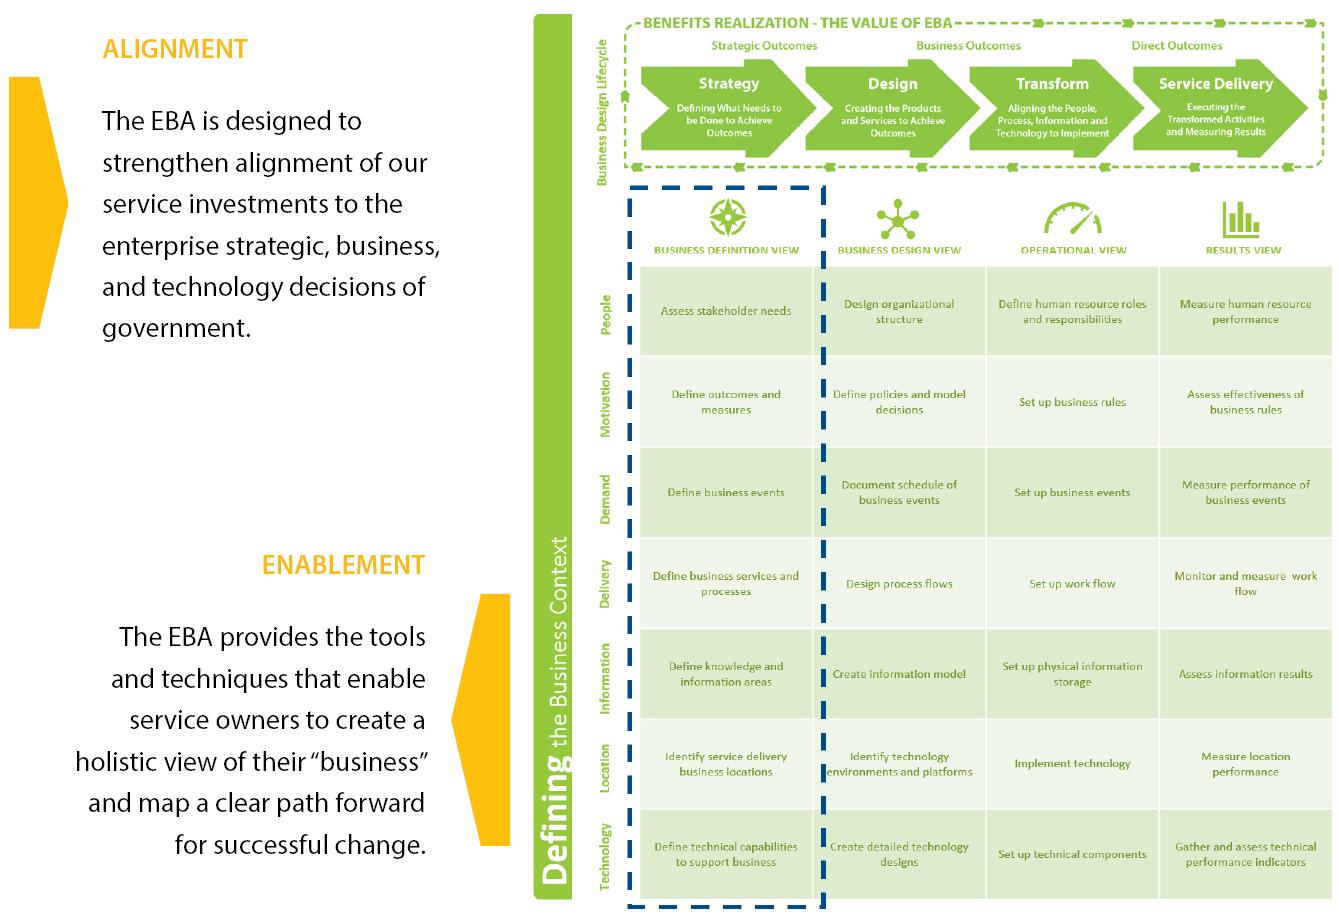 ALIGNMENT
The EBA is designed to
strengthen alignment of our
service investments to the
enterprise strategic, business,
and technology decisions of
government.
ENABLEMENT
The EBA provides the tools
and techniques that enable
service owners to create a
holistic view of their “business”
and map a clear path forward
for successful change.
Defining the Business Context
Business Design Lifecycle
BENEFITS REALIZATION - THE VALUE OF EBA
Strategic Outcomes
Business Outcomes
Direct Outcomes
Strategy
Defining What Needs to
be Done to Achieve
Outcomes
Design
Creating the Products
and Services to Achieve
Outcomes
Transform
Aligning the People,
Process, Information and
Technology to Implement
Service Delivery
Executing the
Transformed Activities
and Measuring Results
BUSINESS DEFINITION VIEW
BUSINESS DESIGN VIEW
OPERATIONAL VIEW
RESULTS VIEW
People
Assess stakeholder needs
Design organizational
structure
Define human resource roles
and responsibilities
Measure human resource
performance
Motivation
Define outcomes and
measures
Define policies and model
decisions
Set up business rules
Assess effectiveness of
business rules
Demand
Define business events
Document schedule of
business events
Set up business events
Measure performance of
business events
Delivery
Define business services and
processes
Design process flows
Set up work flow
Monitor and measure work
flow
Information
Define knowledge and
information areas
Create information model
Set up physical information
storage
Assess information results
Location
Identify service delivery
business locations
Identify technology
environments and platforms
Implement technology
Measure location
performance
Technology
Define technical capabilities
to support business
Create detailed technology
designs
Set up technical components
Gather and assess technical
performance indicators